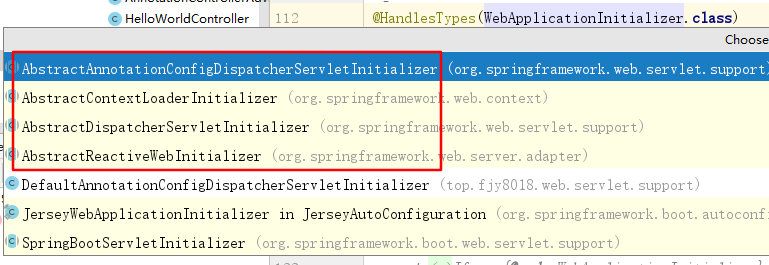 HelloWorldController
112 @HandlesTypes(WebApplicationInitializer.class)
Choose
AbstractAnnotationConfigDispatcherServletInitializer (org.springframework.web.servlet.support)
AbstractContextLoaderInitializer (org.springframework.web.context)
AbstractDispatcherServletInitializer (org.springframework.web.servlet.support)
AbstractReactiveWebInitializer (org.springframework.web.server.adapter)
DefaultAnnotationConfigDispatcherServletInitializer (top.fjy8018.web.servlet.support)
JerseyWebApplicationInitializer in JerseyAutoConfiguration (org.springframework.boot.autoconf
SpringBootServletInitializer (org.springframework.boot.web.servlet.support)